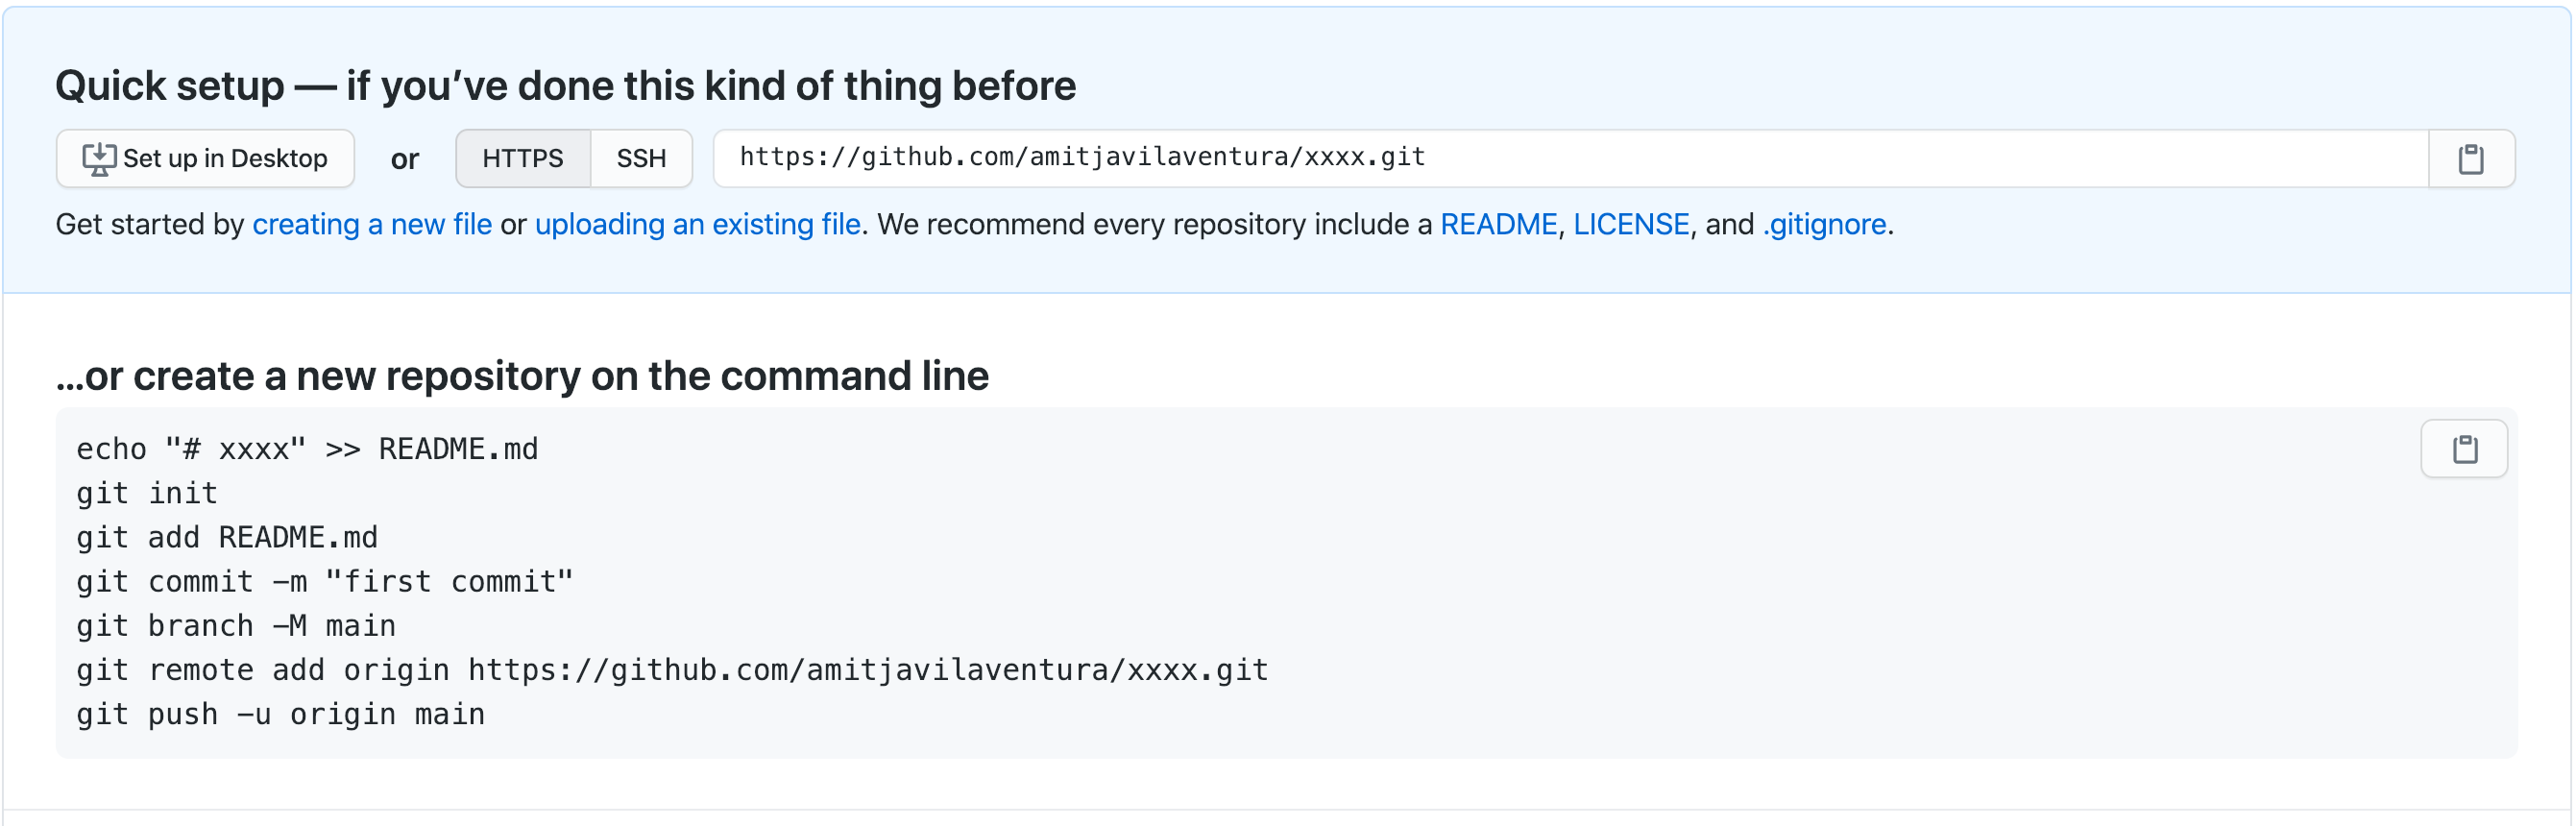 Quick setup — if you’ve done this kind of thing before
Set up in Desktop or HTTPS SSH https://github.com/amitjavilaventura/xxxx.git
Get started by creating a new file or uploading an existing file. We recommend every repository include a README, LICENSE, and .gitignore.
…or create a new repository on the command line
echo "# xxxx" >> README.md
git init
git add README.md
git commit -m "first commit"
git branch -M main
git remote add origin https://github.com/amitjavilaventura/xxxx.git
git push -u origin main